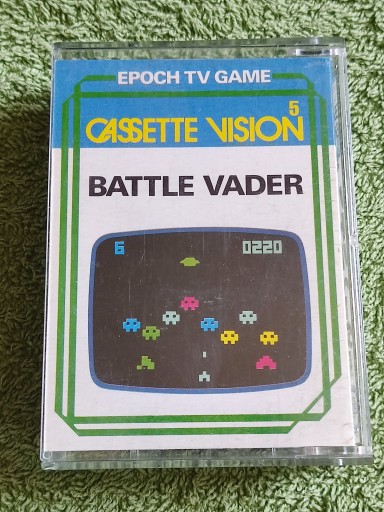 EPOCH TV GAME
5
CASSETTE VISION
BATTLE VADER
6 0220